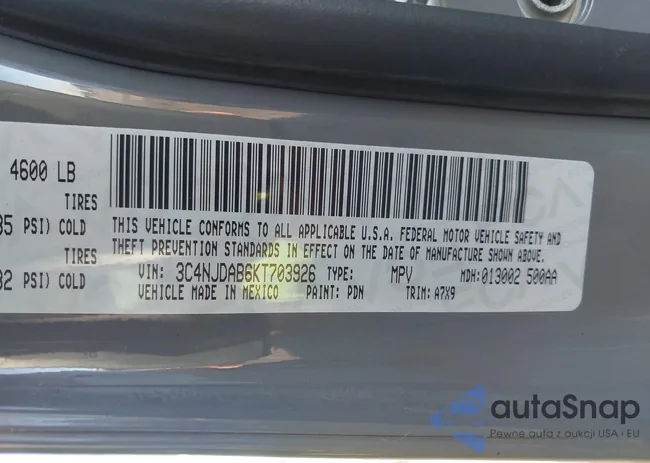 4600 LB
TIRES
35 PSI) COLD
TIRES
32 PSI) COLD
THIS VEHICLE CONFORMS TO ALL APPLICABLE U.S.A. FEDERAL MOTOR VEHICLE SAFETY AND
THEFT PREVENTION STANDARDS IN EFFECT ON THE DATE OF MANUFACTURE SHOWN ABOVE.
VIN: 3C4NJDAB6KT703926 TYPE: MPV MDH:013002 500AA
VEHICLE MADE IN MEXICO PAINT: PDN TRIM: A7X9
autaSnap
Pewne auta z aukcji USA i EU